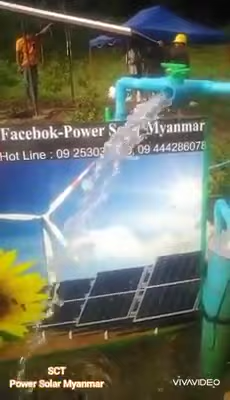 Facebok-Power Solar Myanmar
Hot Line : 09 25303 09 444286078
SCT
Power Solar Myanmar
VIVAVIDEO